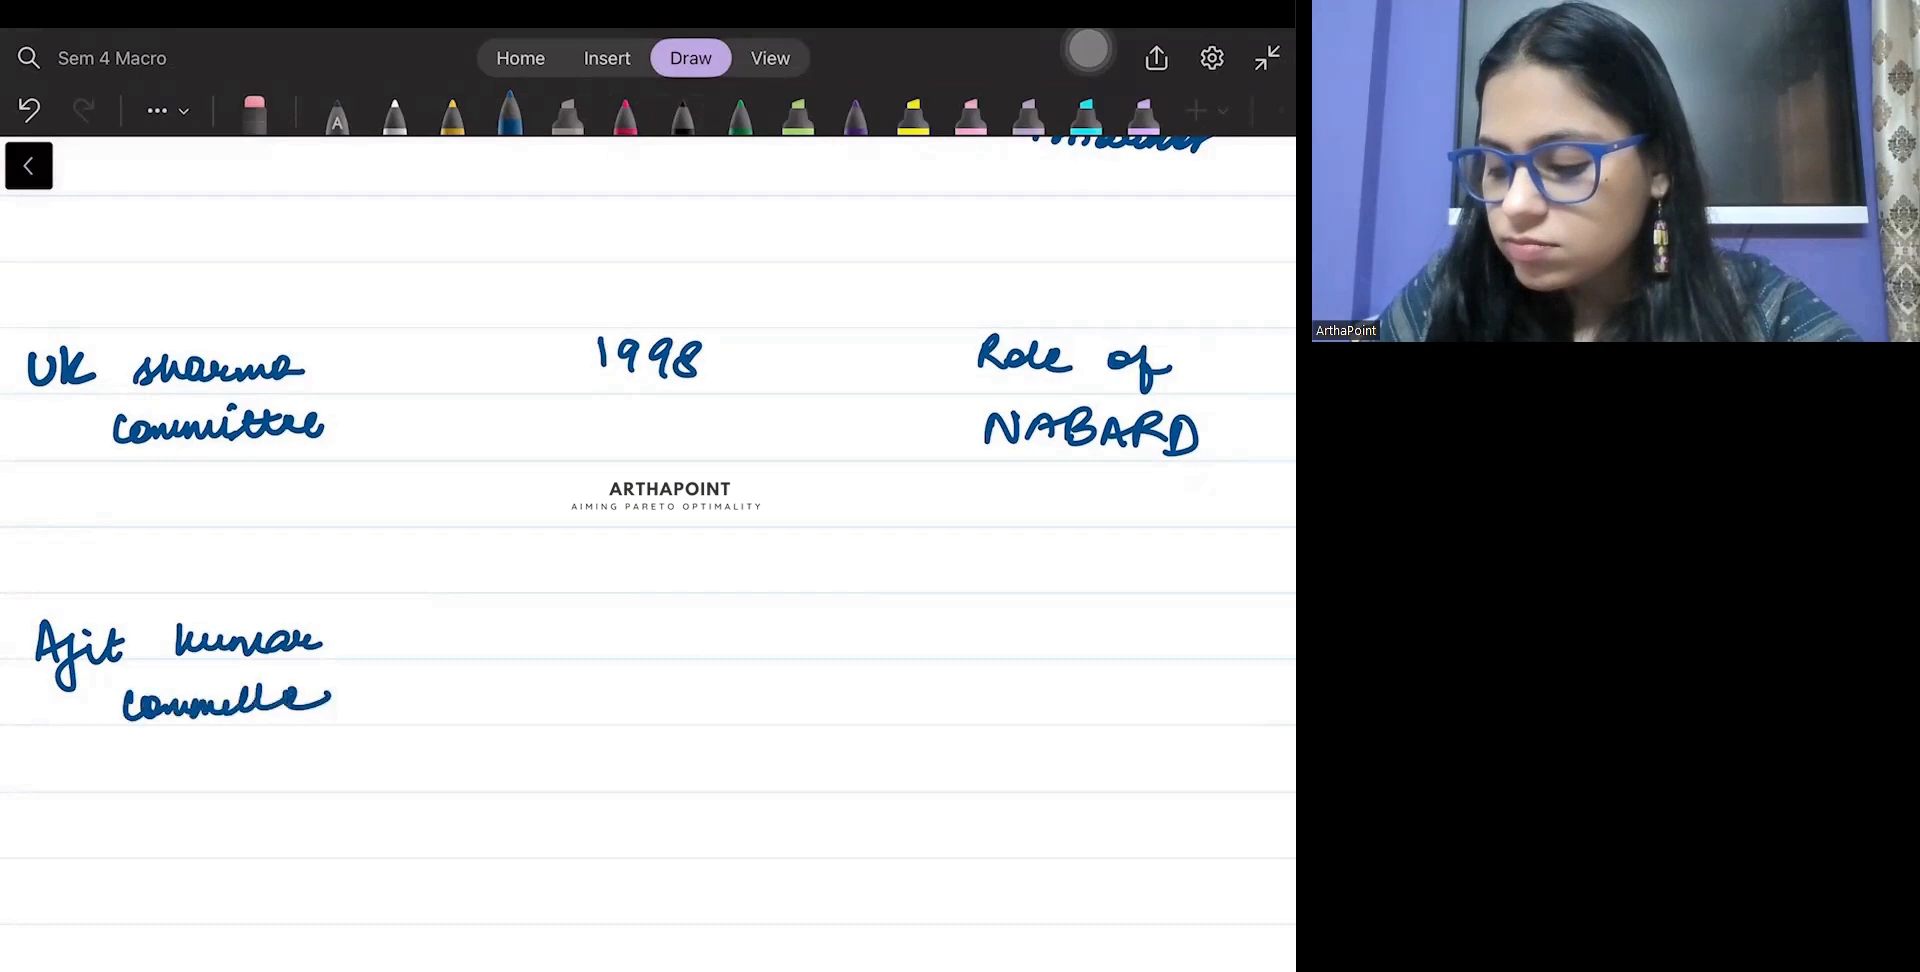 Sem 4 Macro
Home Insert Draw View
A
UK Sharma 1998 Role of
committee NABARD
ARTHAPOINT
AIMING PARETO OPTIMALITY
Ajit kumar
ArthaPoint